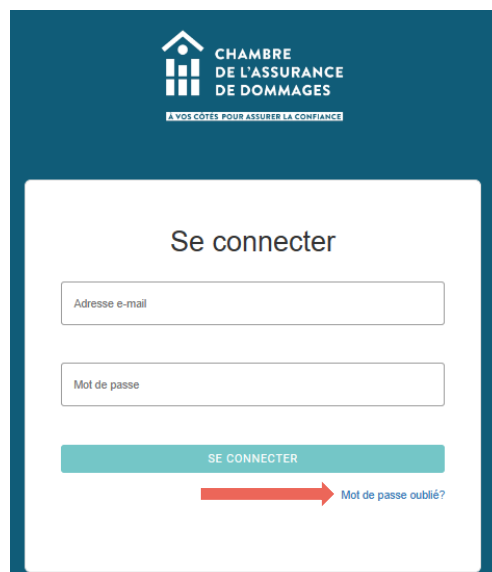 CHAMBRE
DE L'ASSURANCE
DE DOMMAGES
À VOS CÔTÉS POUR ASSURER LA CONFIANCE
Se connecter
Adresse e-mail
Mot de passe
SE CONNECTER
Mot de passe oublié?